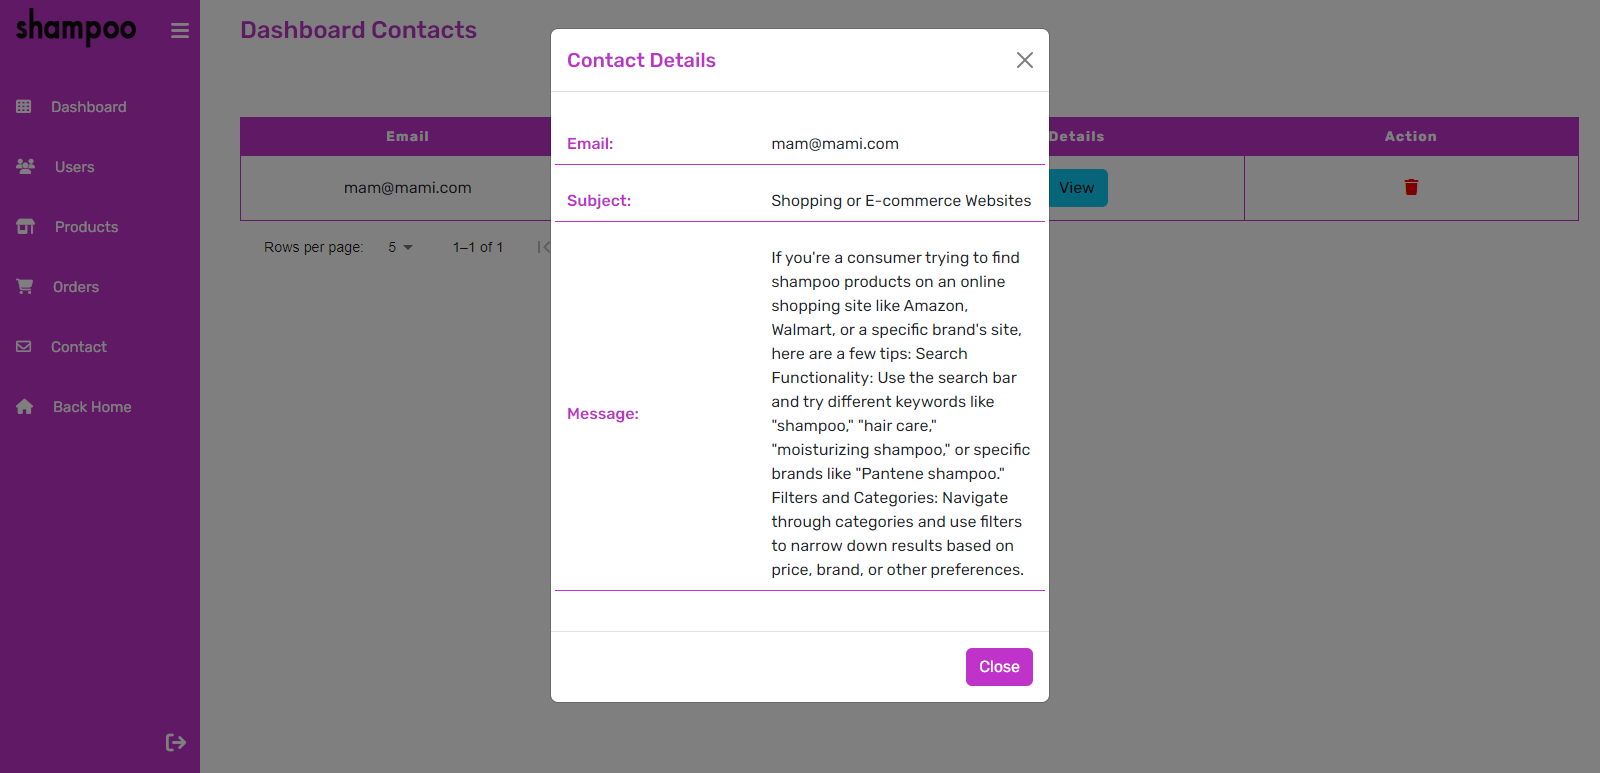 shampoo
Dashboard
Users
Products
Orders
Contact
Back Home
Dashboard Contacts
Email
Details
Action
mam@mami.com
View
Rows per page:
5
1–1 of 1
Contact Details
Email:
mam@mami.com
Subject:
Shopping or E-commerce Websites
Message:
If you're a consumer trying to find
shampoo products on an online
shopping site like Amazon,
Walmart, or a specific brand's site,
here are a few tips: Search
Functionality: Use the search bar
and try different keywords like
"shampoo," "hair care,"
"moisturizing shampoo," or specific
brands like "Pantene shampoo."
Filters and Categories: Navigate
through categories and use filters
to narrow down results based on
price, brand, or other preferences.
Close